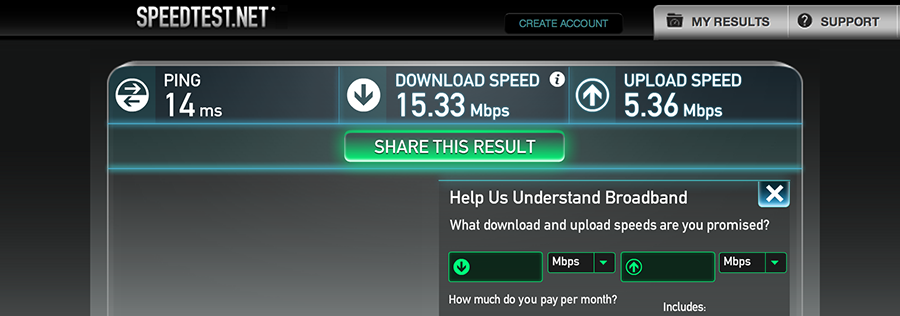 SPEEDTEST.NET
CREATE ACCOUNT
MY RESULTS
SUPPORT
PING
14 ms
DOWNLOAD SPEED
15.33 Mbps
UPLOAD SPEED
5.36 Mbps
SHARE THIS RESULT
Help Us Understand Broadband
What download and upload speeds are you promised?
Mbps
Mbps
How much do you pay per month?
Includes: